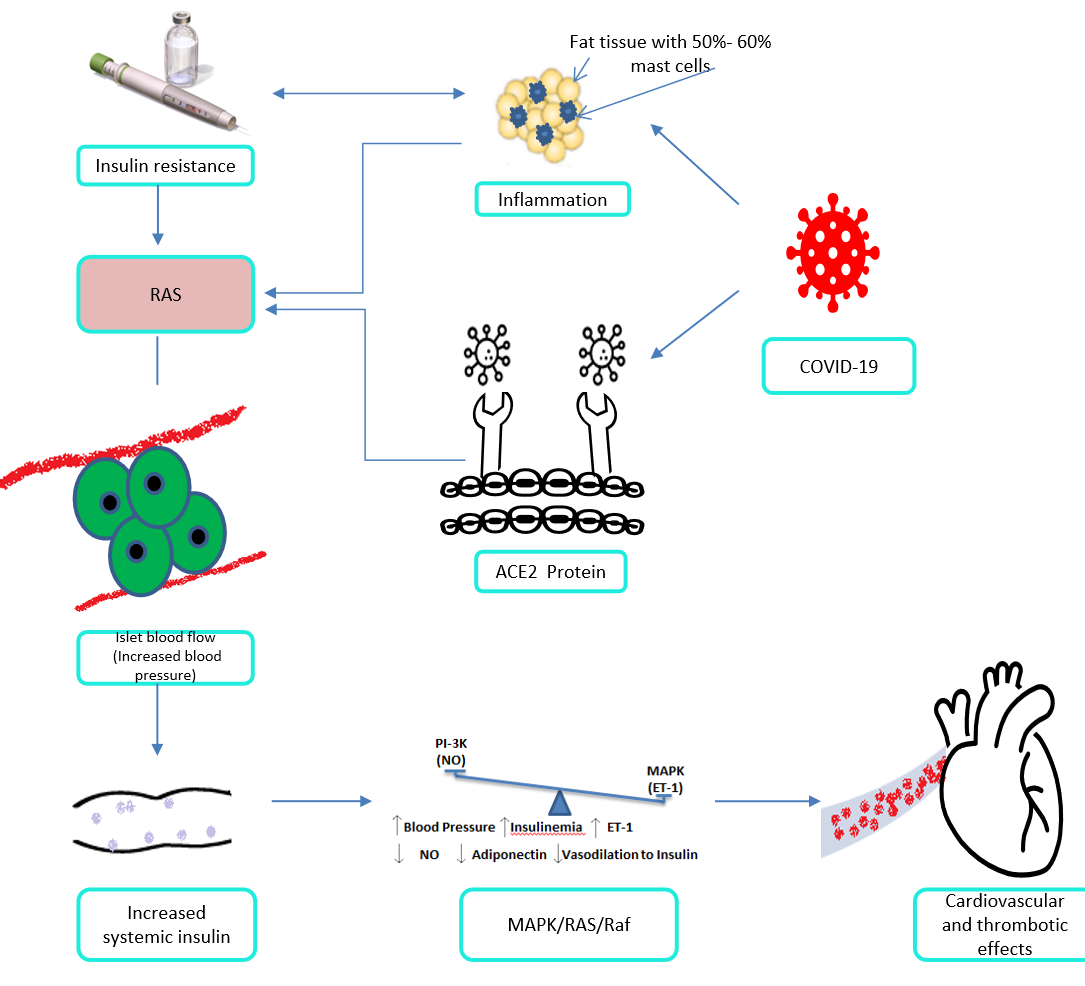 Fat tissue with 50%- 60%
mast cells
Insulin resistance
Inflammation
RAS
COVID-19
ACE2 Protein
Islet blood flow
(Increased blood
pressure)
PI-3K
(NO)
MAPK
(ET-1)
↑ Blood Pressure ↑ Insulinemia ↑ ET-1
↓ NO ↓ Adiponectin ↓ Vasodilation to Insulin
Increased
systemic insulin
MAPK/RAS/Raf
Cardiovascular
and thrombotic
effects